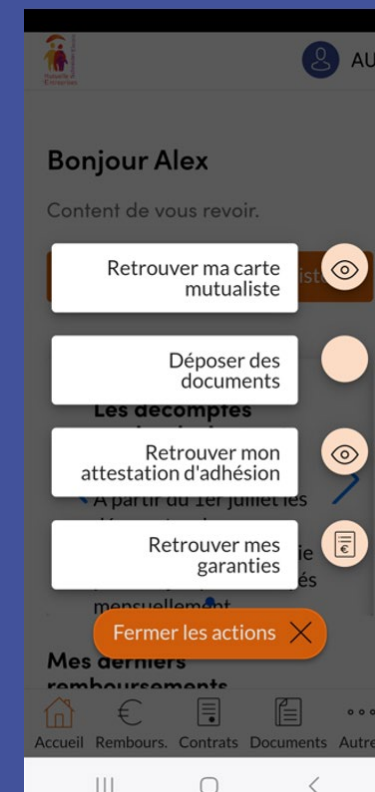 AU
Bonjour Alex
Content de vous revoir.
Retrouver ma carte
mutualiste
Déposer des
documents
Les décomptes
Retrouver mon
attestation d'adhésion
A partir du 1er juillet les
Retrouver mes
garanties
mensuellement
Fermer les actions
Mes derniers
remboursements
Accueil Rembours. Contrats Documents Autre